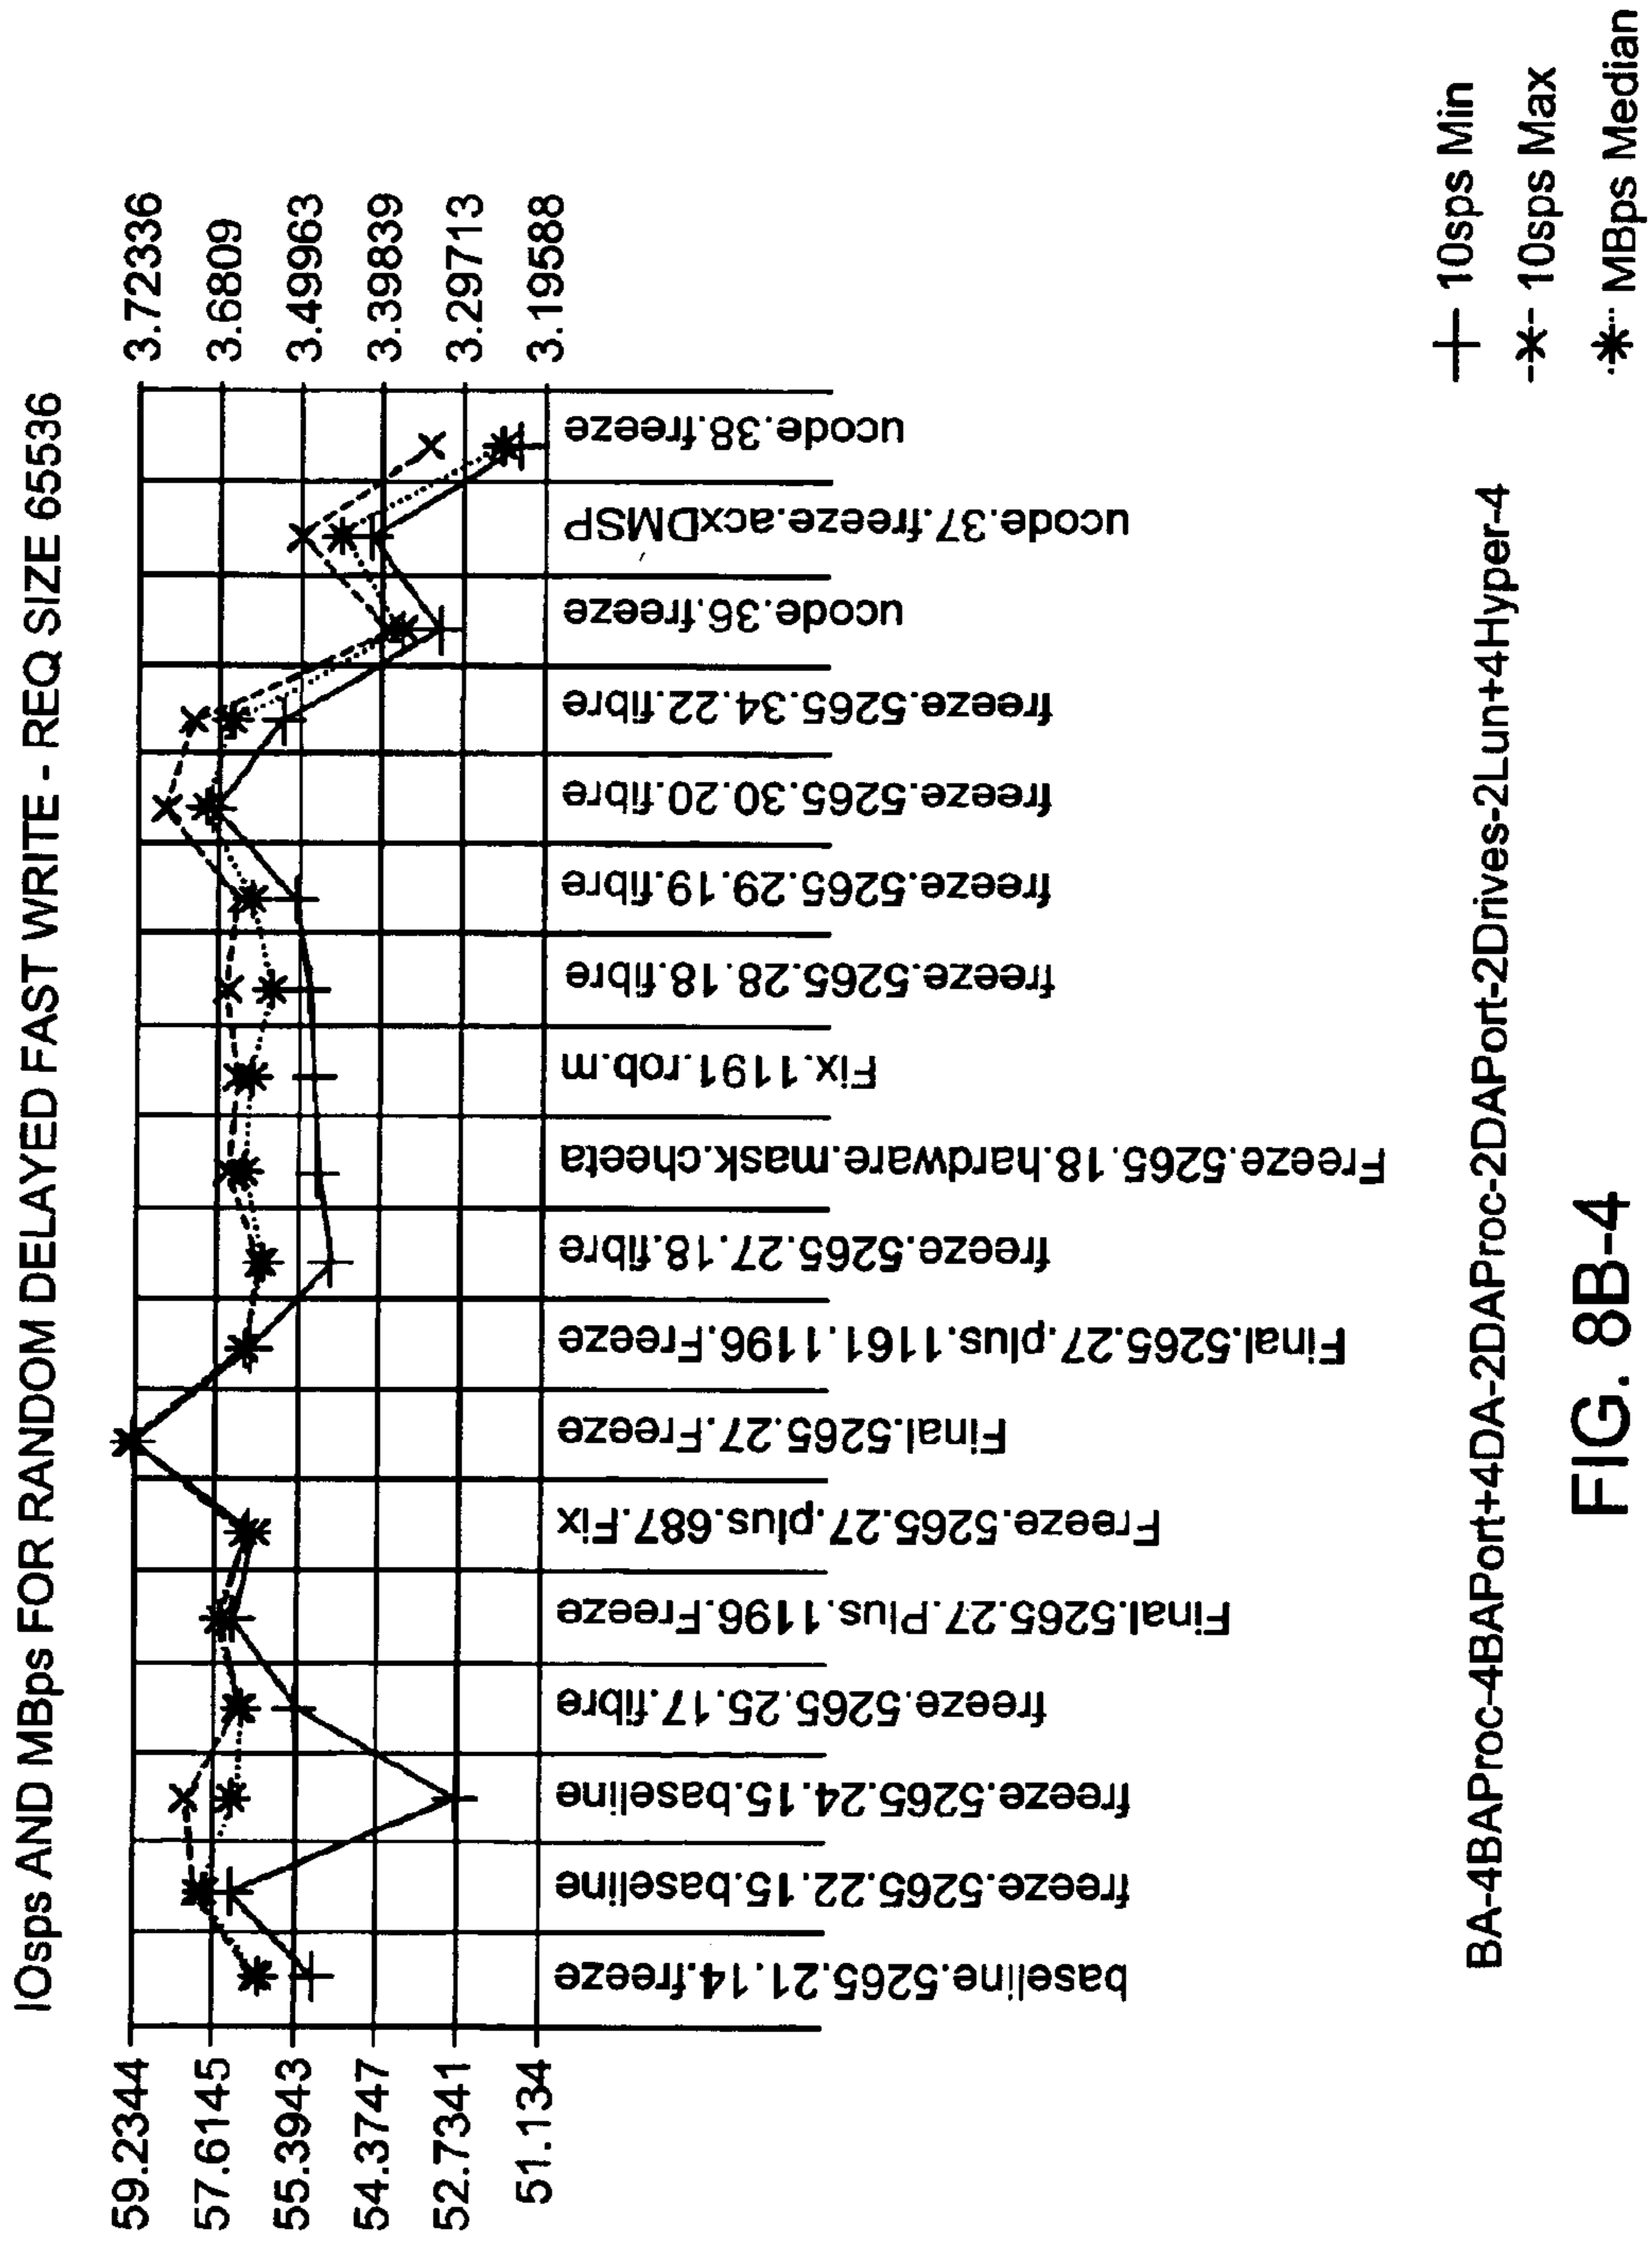 IOsps AND MBps FOR RANDOM DELAYED FAST WRITE - REQ SIZE 65536
59.2344
57.6145
55.3943
54.3747
52.7341
51.134
3.72336
3.6809
3.49963
3.39839
3.29713
3.19588
baseline.5265.21.14.freeze
freeze.5265.22.15.baseline
freeze.5265.24.15.baseline
freeze.5265.25.17.fibre
Final.5265.27.Plus.1196.Freeze
Freeze.5265.27.plus.687.Fix
Final.5265.27.Freeze
Final.5265.27.plus.1161.1196.Freeze
freeze.5265.27.18.fibre
Freeze.5265.18.hardware.mask.cheeta
Fix.1191.rob.m
freeze.5265.28.18.fibre
freeze.5265.29.19.fibre
freeze.5265.30.20.fibre
freeze.5265.34.22.fibre
ucode.36.freeze
ucode.37.freeze.acxDMSP
ucode.38.freeze
BA-4BAProc-4BAPort+4DA-2DAProc-2DAPort-2Drives-2Lun+4Hyper-4
10sps Min
10sps Max
MBps Median
FIG. 8B-4